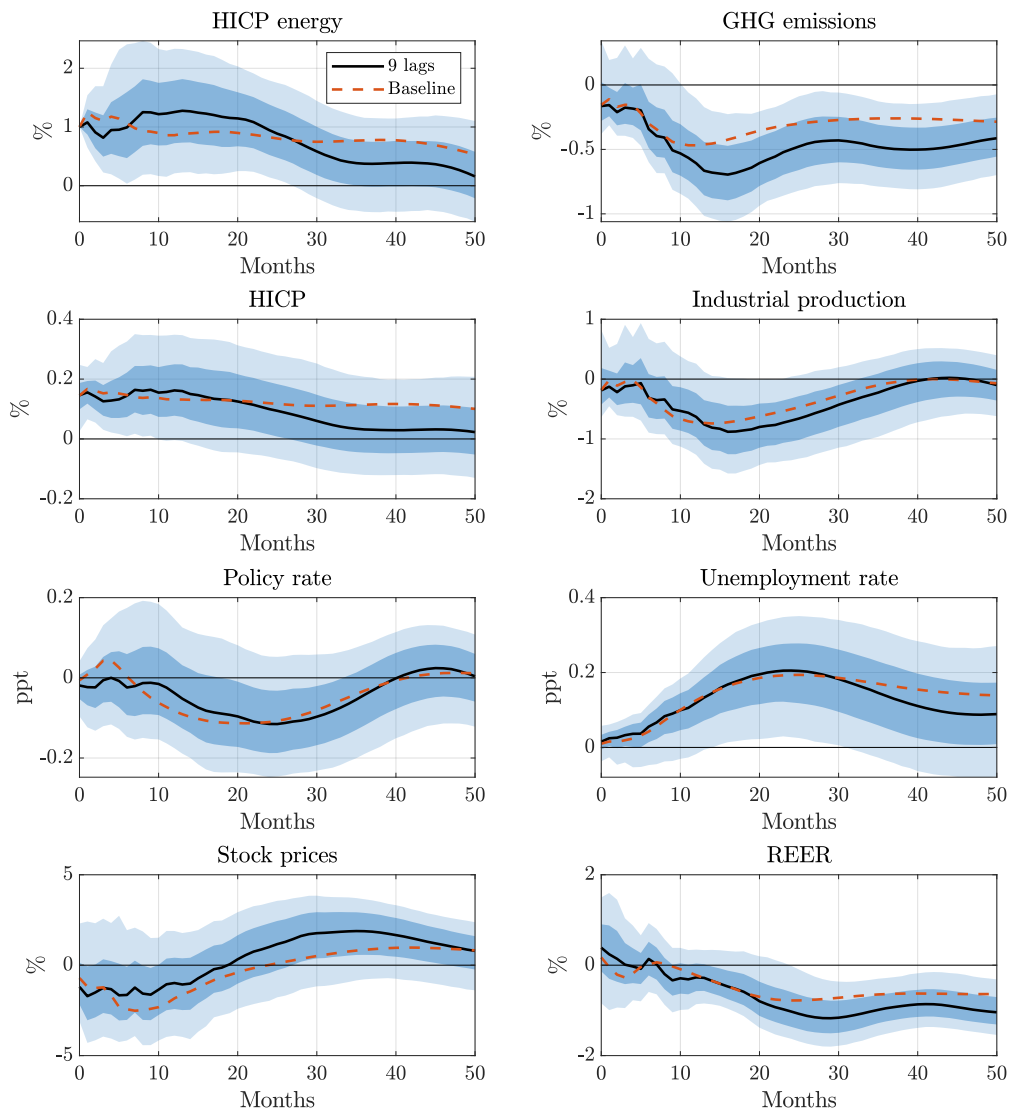 HICP energy
GHG emissions
9 lags
Baseline
2
1
0
%
0
-0.5
-1
%
0 10 20 30 40 50
0 10 20 30 40 50
Months
Months
HICP
Industrial production
0.4
0.2
0
-0.2
%
1
0
-1
-2
%
0 10 20 30 40 50
0 10 20 30 40 50
Months
Months
Policy rate
Unemployment rate
0.2
0
-0.2
ppt
0.4
0.2
0
ppt
0 10 20 30 40 50
0 10 20 30 40 50
Months
Months
Stock prices
REER
5
0
-5
%
2
0
-2
%
0 10 20 30 40 50
0 10 20 30 40 50
Months
Months